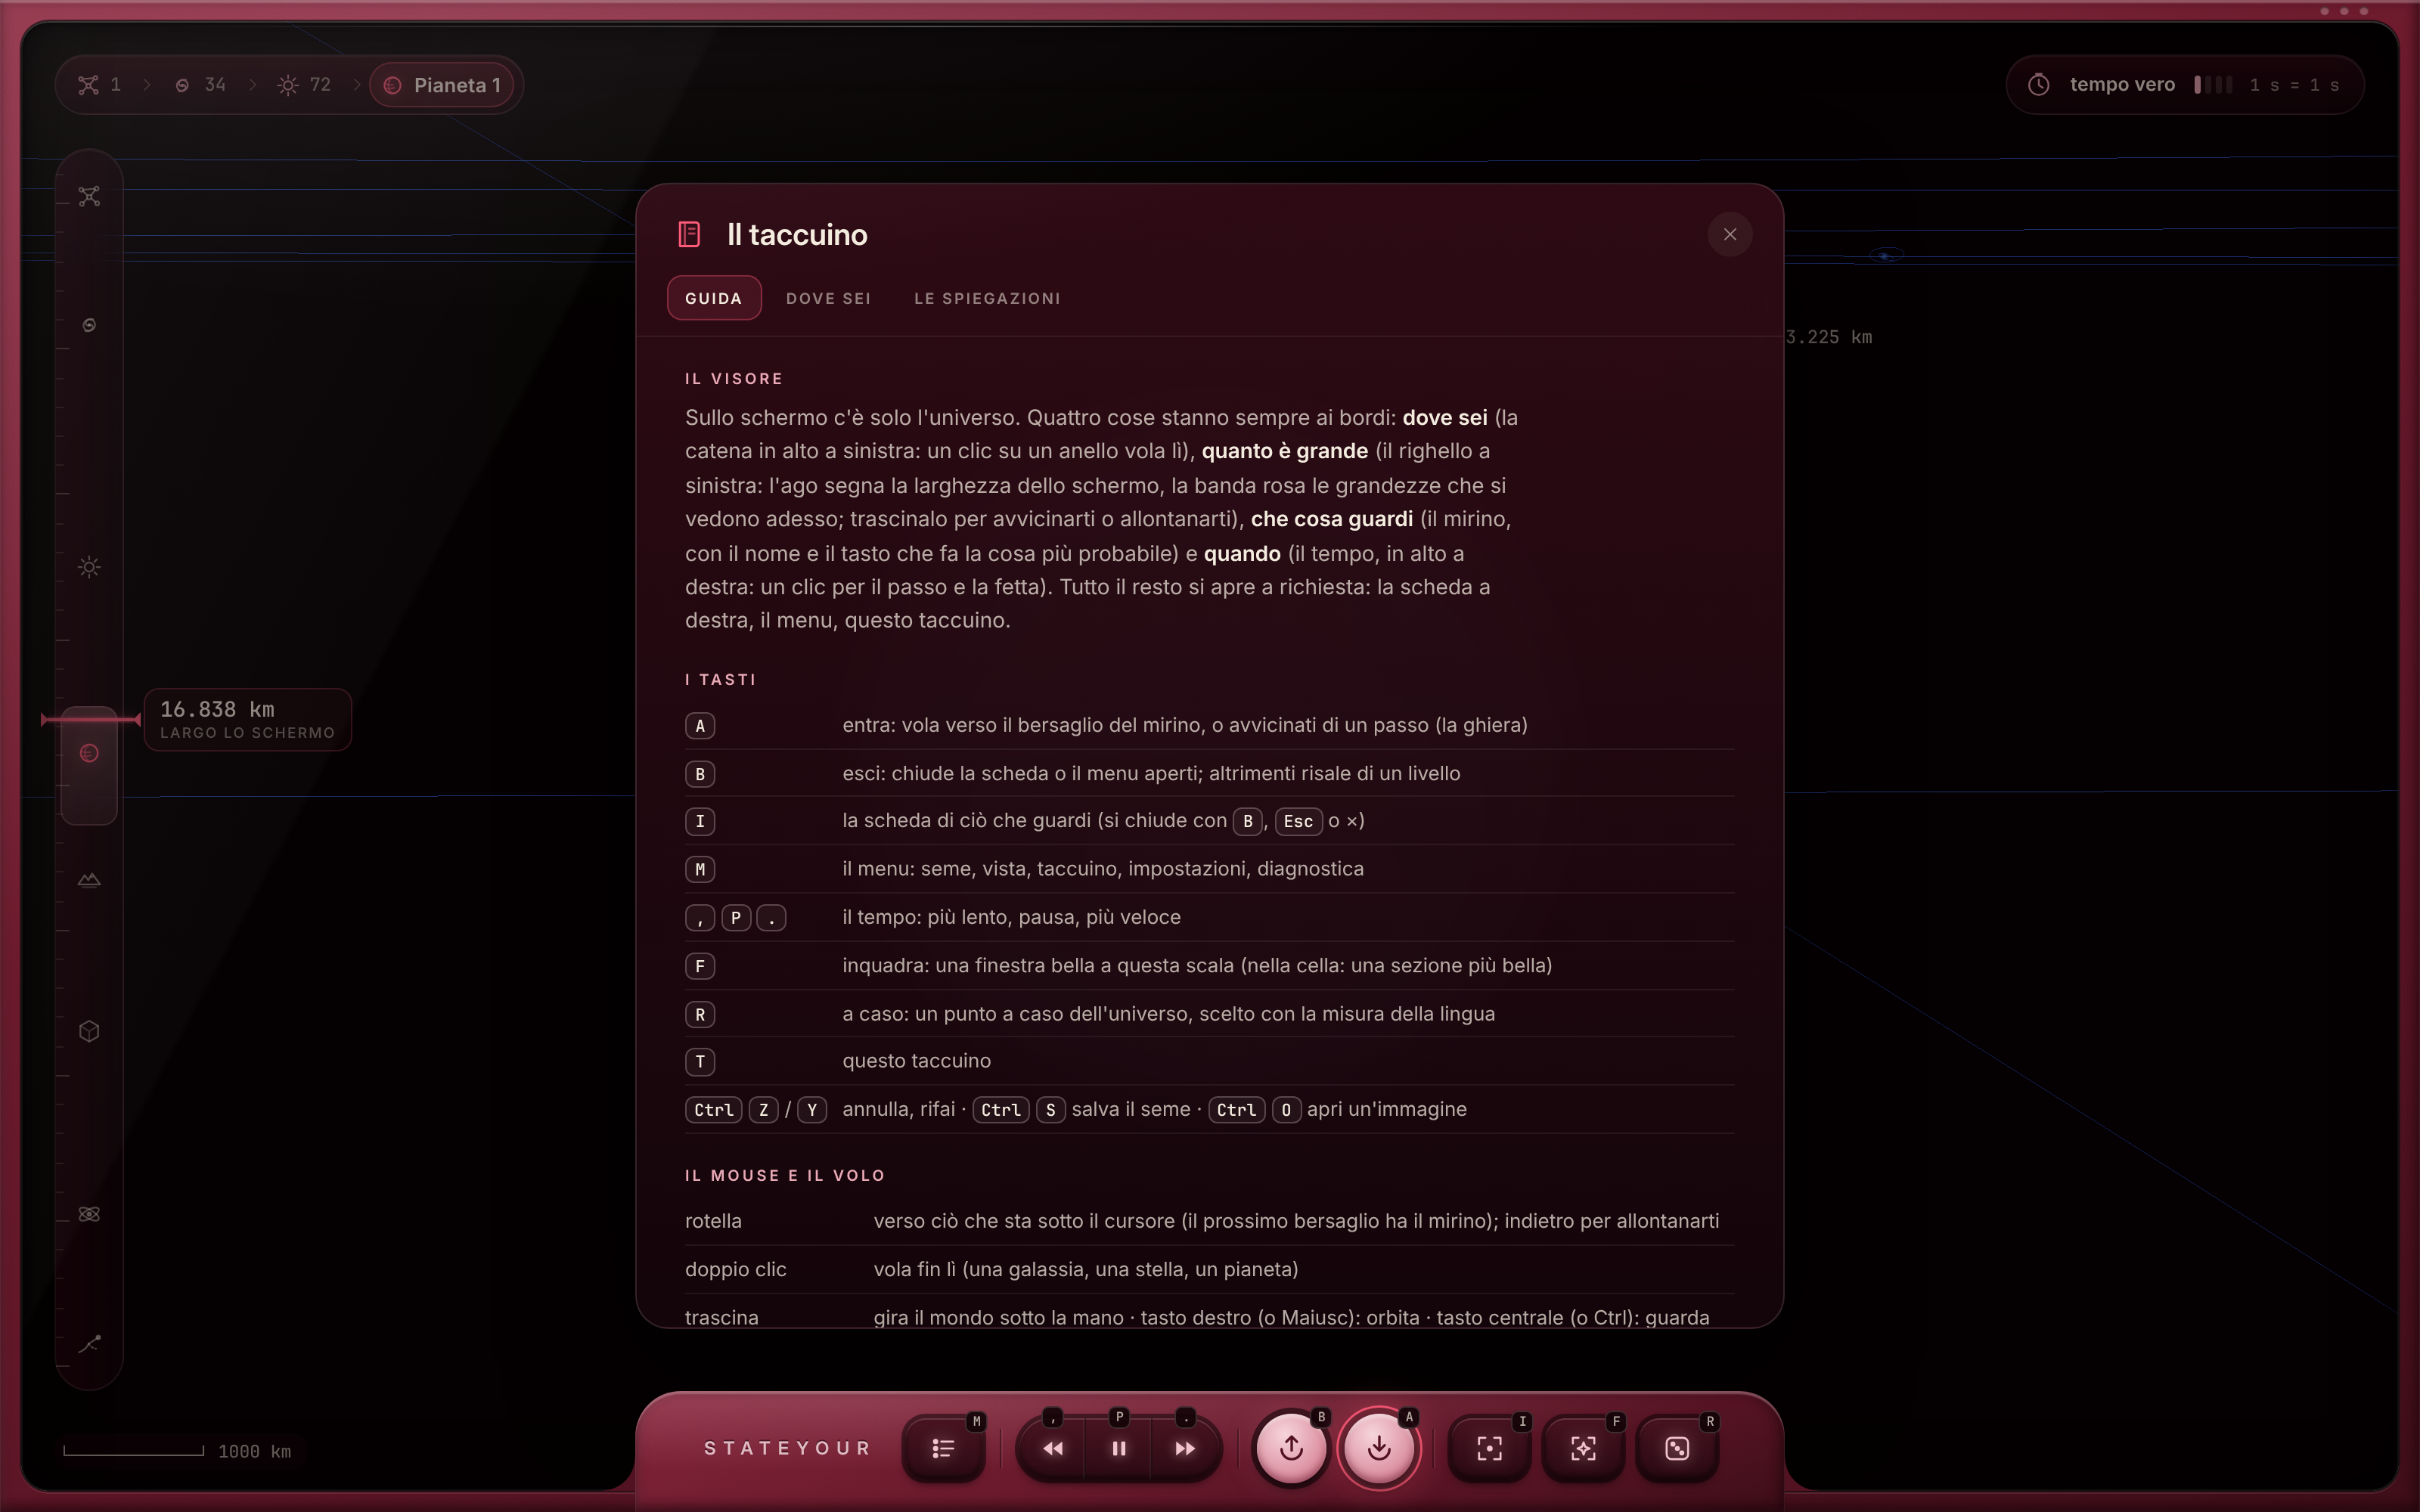 1 34 72 Pianeta 1
tempo vero 1 s = 1 s
Il taccuino
GUIDA DOVE SEI LE SPIEGAZIONI
3.225 km
IL VISORE
Sullo schermo c'è solo l'universo. Quattro cose stanno sempre ai bordi: dove sei (la
catena in alto a sinistra: un clic su un anello vola lì), quanto è grande (il righello a
sinistra: l'ago segna la larghezza dello schermo, la banda rosa le grandezze che si
vedono adesso; trascinalo per avvicinarti o allontanarti), che cosa guardi (il mirino,
con il nome e il tasto che fa la cosa più probabile) e quando (il tempo, in alto a
destra: un clic per il passo e la fetta). Tutto il resto si apre a richiesta: la scheda a
destra, il menu, questo taccuino.
16.838 km
LARGO LO SCHERMO
I TASTI
A entra: vola verso il bersaglio del mirino, o avvicinati di un passo (la ghiera)
B esci: chiude la scheda o il menu aperti; altrimenti risale di un livello
I la scheda di ciò che guardi (si chiude con B, Esc o ×)
M il menu: seme, vista, taccuino, impostazioni, diagnostica
, P . il tempo: più lento, pausa, più veloce
F inquadra: una finestra bella a questa scala (nella cella: una sezione più bella)
R a caso: un punto a caso dell'universo, scelto con la misura della lingua
T questo taccuino
Ctrl Z / Y annulla, rifai · Ctrl S salva il seme · Ctrl O apri un'immagine
IL MOUSE E IL VOLO
rotella verso ciò che sta sotto il cursore (il prossimo bersaglio ha il mirino); indietro per allontanarti
doppio clic vola fin lì (una galassia, una stella, un pianeta)
trascina gira il mondo sotto la mano · tasto destro (o Maiusc): orbita · tasto centrale (o Ctrl): guarda
1000 km
STATEYOUR M , P . B A I F R